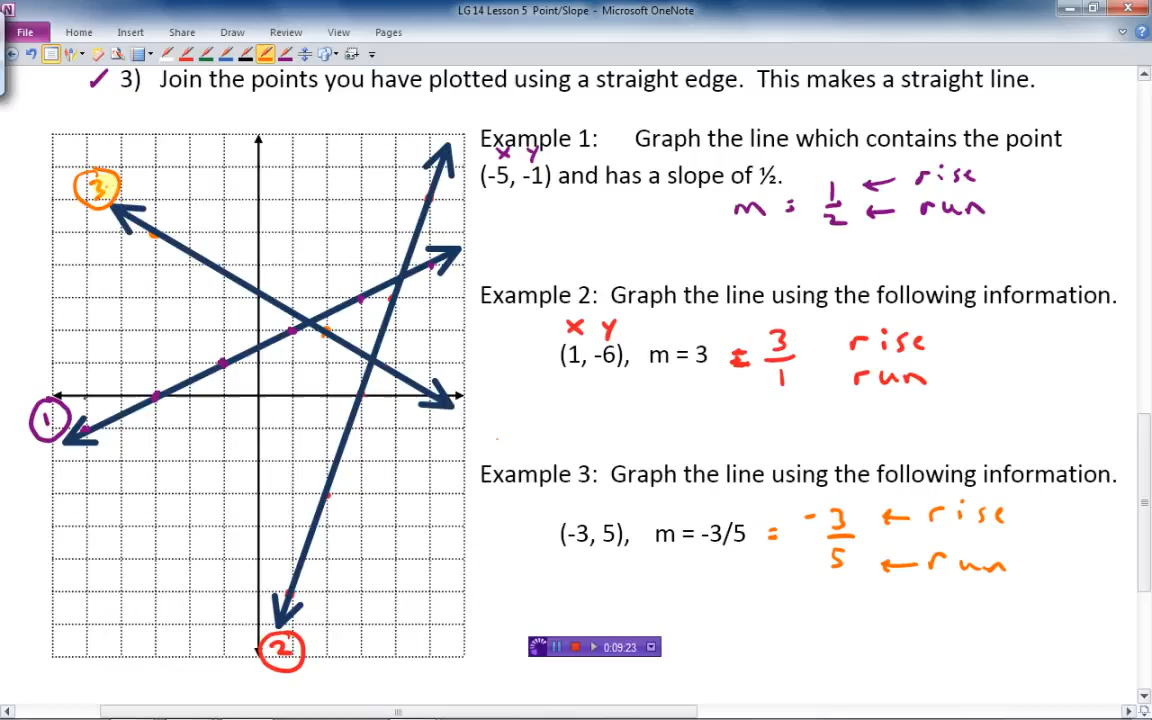 LG 14 Lesson 5 Point/Slope - Microsoft OneNote
File Home Insert Share Draw Review View Pages
✓ 3) Join the points you have plotted using a straight edge. This makes a straight line.
Example 1: Graph the line which contains the point
x y
(-5, -1) and has a slope of ½.
m = 1/2 ← rise ← run
Example 2: Graph the line using the following information.
x y
(1, -6), m = 3 = 3/1 rise run
Example 3: Graph the line using the following information.
(-3, 5), m = -3/5 = -3/5 ← rise ← run
3
1
2
0:09:23